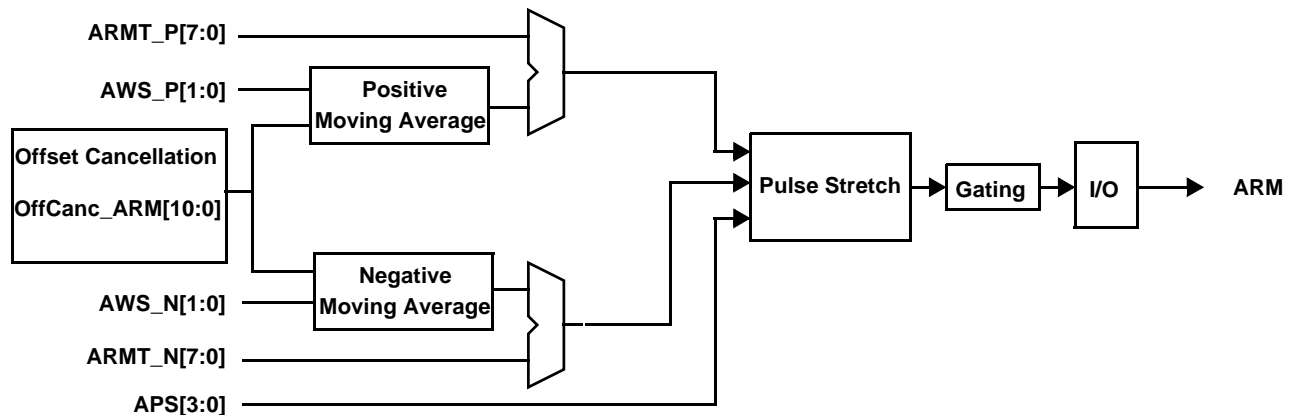 ARMT_P[7:0]
AWS_P[1:0]
Positive
Moving Average
Offset Cancellation
OffCanc_ARM[10:0]
Pulse Stretch
Gating
I/O
ARM
Negative
Moving Average
AWS_N[1:0]
ARMT_N[7:0]
APS[3:0]